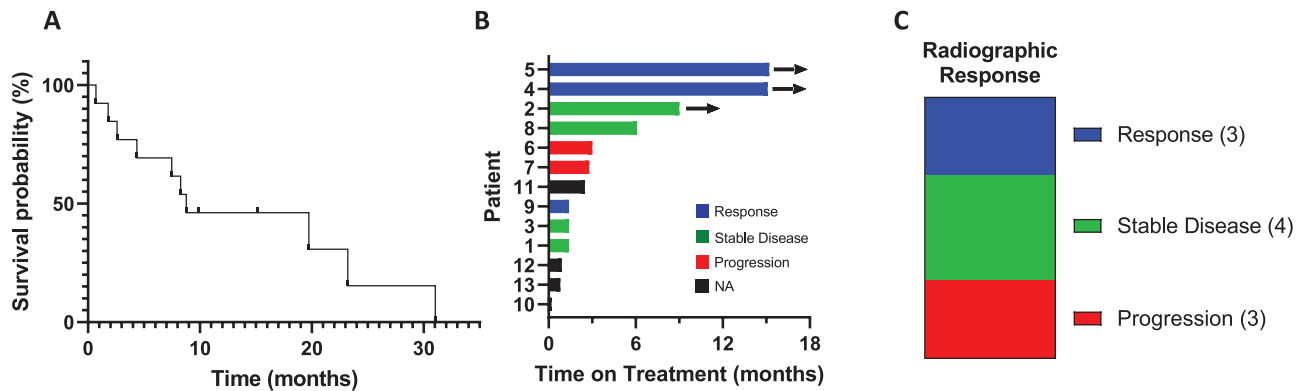 A
Survival probability (%)
100
50
0
0
10
20
30
Time (months)
B
Patient
5
4
2
8
6
7
11
9
3
1
12
13
10
Response
Stable Disease
Progression
NA
0
6
12
18
Time on Treatment (months)
C
Radiographic
Response
Response (3)
Stable Disease (4)
Progression (3)